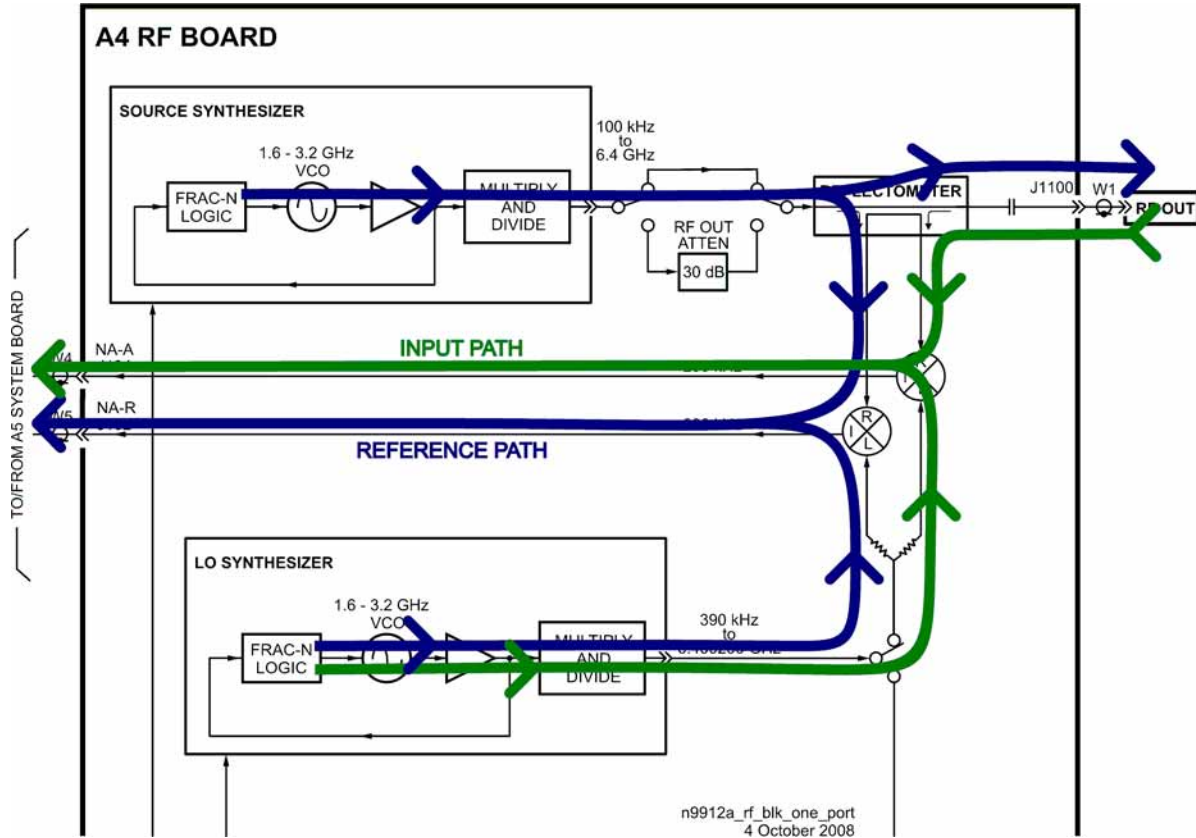 A4 RF BOARD
SOURCE SYNTHESIZER
1.6 - 3.2 GHz
VCO
FRAC-N
LOGIC
MULTIPLY
AND
DIVIDE
100 kHz
to
6.4 GHz
RF OUT
ATTEN
30 dB
REFLECTOMETER
J1100
W1
RF OUT
TO/FROM A5 SYSTEM BOARD
W4
NA-A
INPUT PATH
R
I
W5
NA-R
REFERENCE PATH
R
I
L
LO SYNTHESIZER
1.6 - 3.2 GHz
VCO
FRAC-N
LOGIC
MULTIPLY
AND
DIVIDE
390 kHz
to
n9912a_rf_blk_one_port
4 October 2008